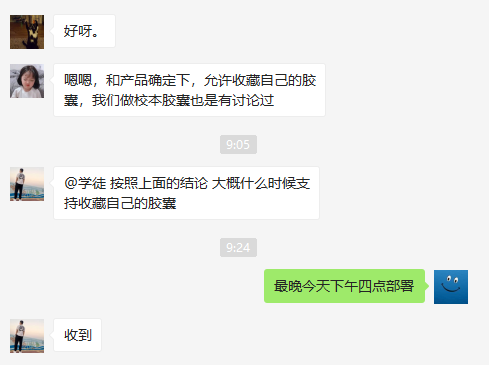 好呀。
嗯嗯，和产品确定下，允许收藏自己的胶
囊，我们做校本胶囊也是有讨论过
9:05
@学徒 按照上面的结论 大概什么时候支
持收藏自己的胶囊
9:24
最晚今天下午四点部署
收到